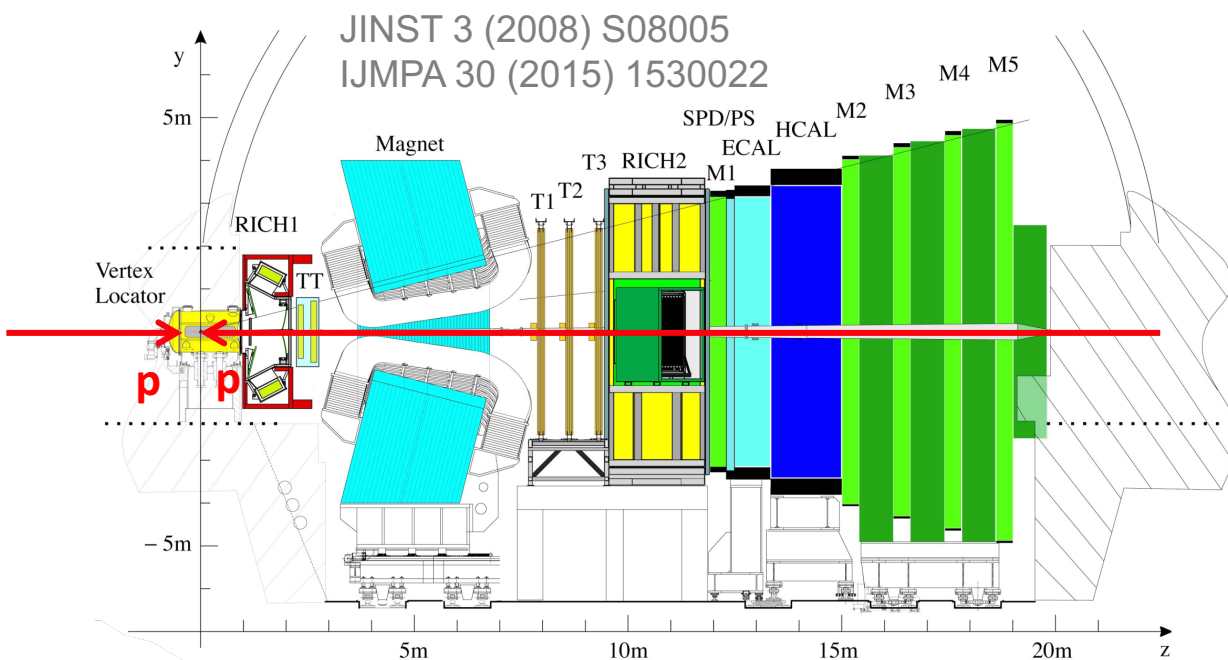 JINST 3 (2008) S08005
IJMPA 30 (2015) 1530022
y
5m
Magnet
SPD/PS
ECAL
HCAL
M1
M2
M3
M4
M5
T1
T2
T3
RICH2
RICH1
TT
Vertex
Locator
p
p
− 5m
5m
10m
15m
20m
z